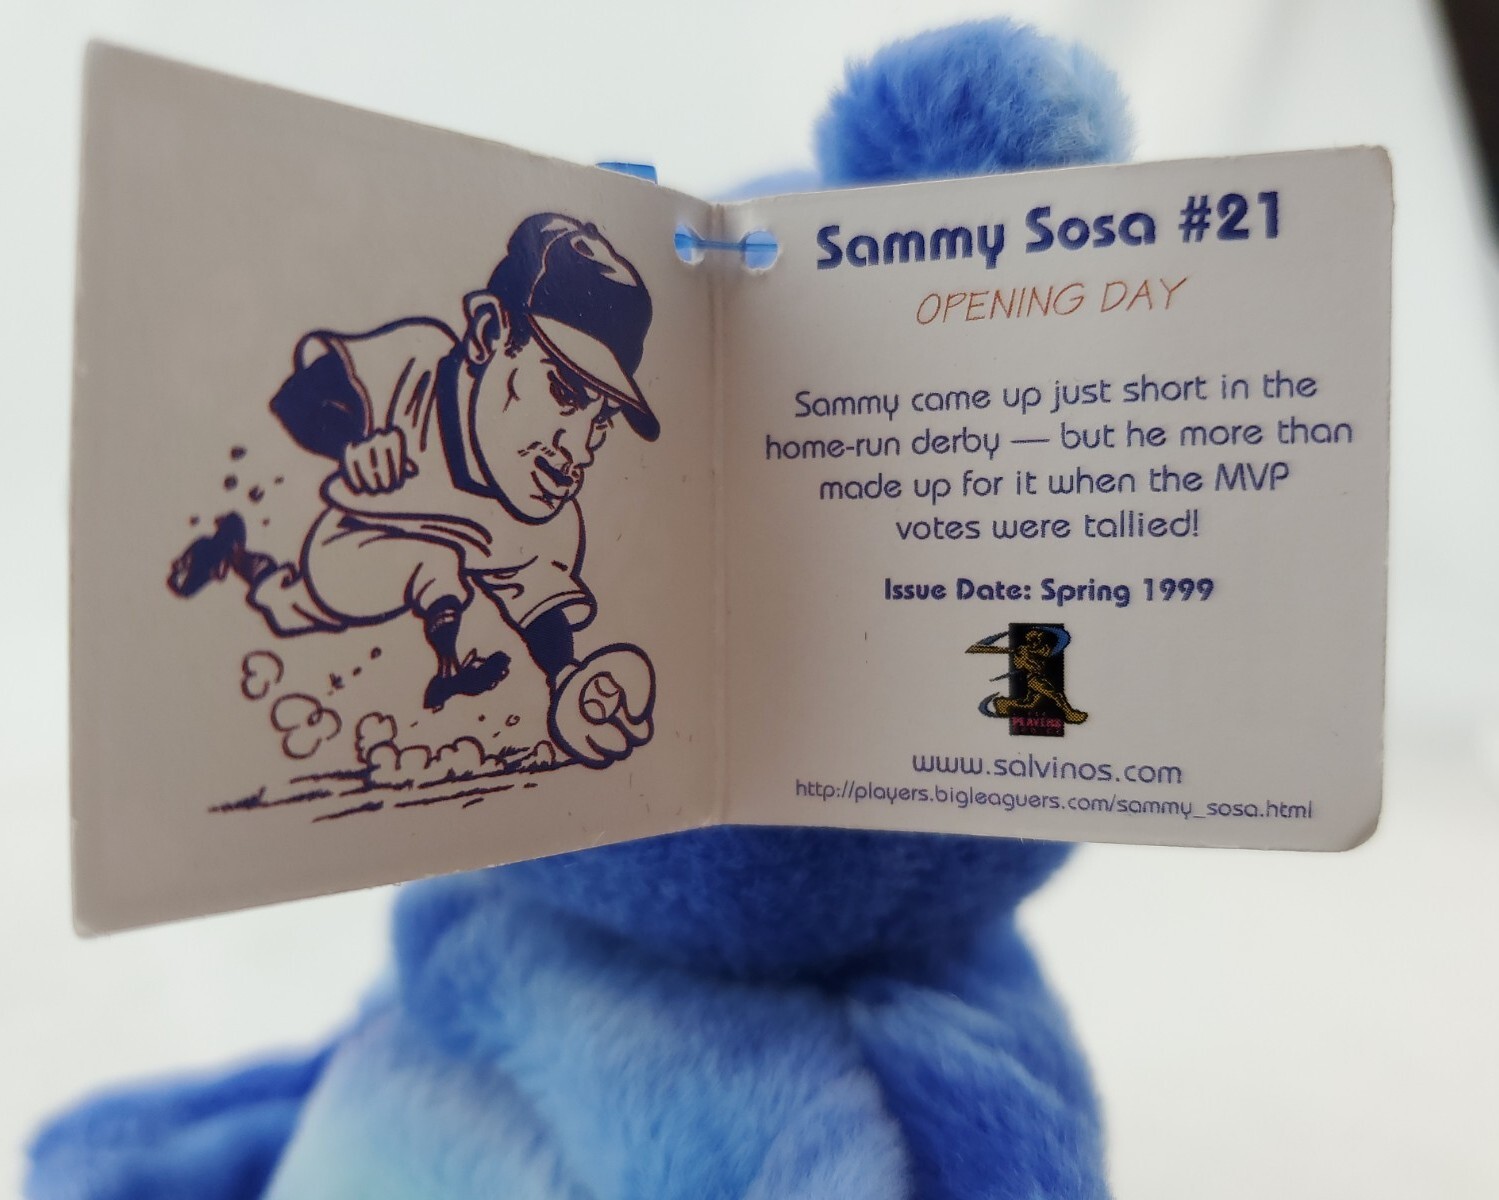 Sammy Sosa #21
OPENING DAY
Sammy came up just short in the
home-run derby — but he more than
made up for it when the MVP
votes were tallied!
Issue Date: Spring 1999
PLAYERS
www.salvinos.com
http://players.bigleaguers.com/sammy_sosa.html